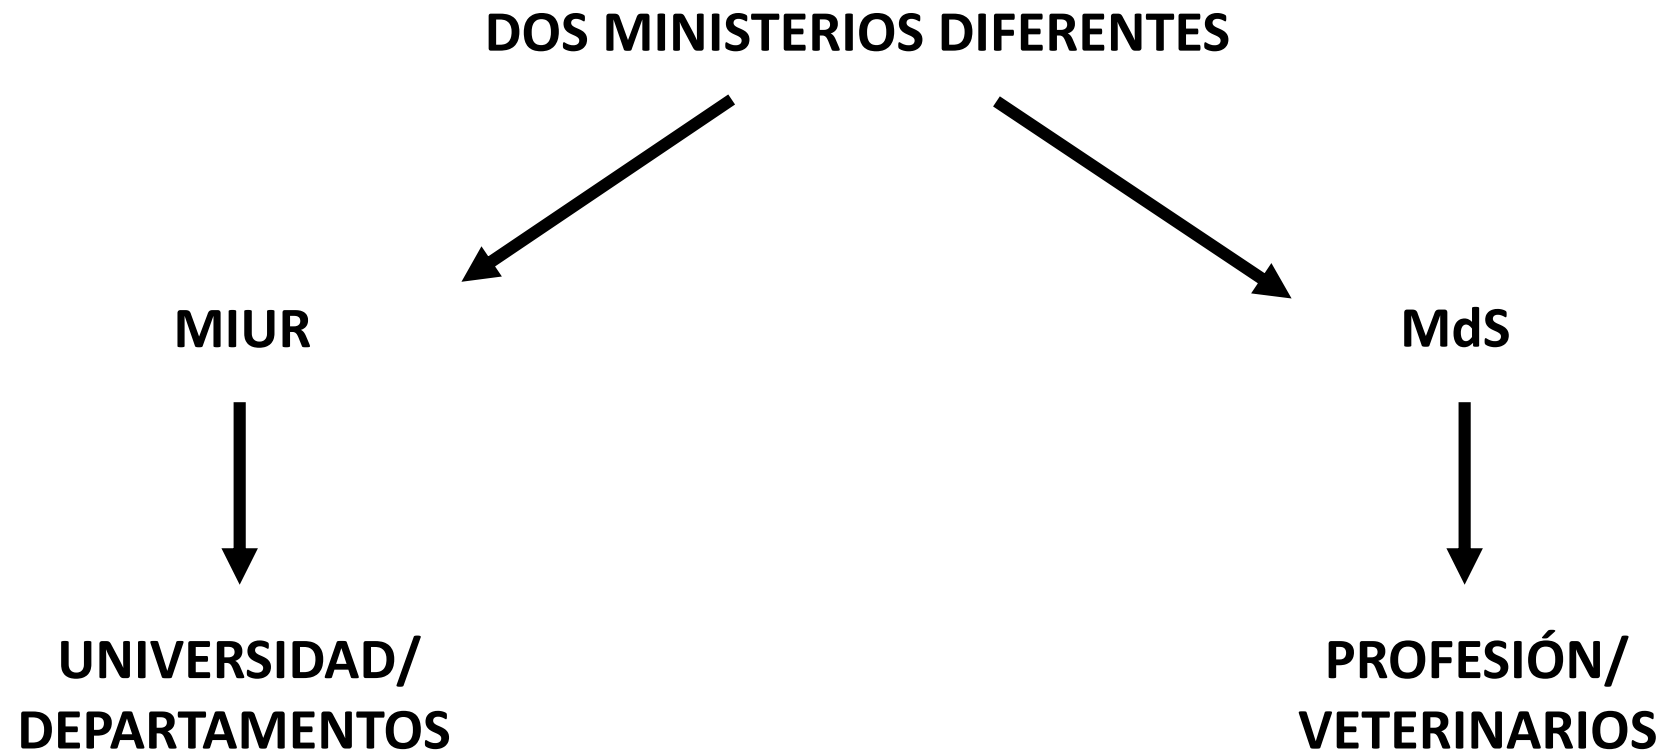 DOS MINISTERIOS DIFERENTES
MIUR
MdS
UNIVERSIDAD/
DEPARTAMENTOS
PROFESIÓN/
VETERINARIOS